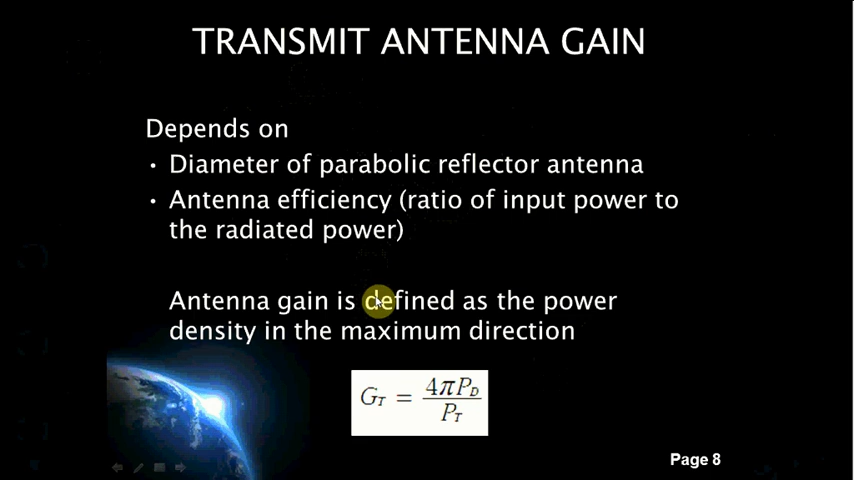 TRANSMIT ANTENNA GAIN
Depends on
• Diameter of parabolic reflector antenna
• Antenna efficiency (ratio of input power to
the radiated power)
Antenna gain is defined as the power
density in the maximum direction
G_T = 4πP_D / P_T
Page 8